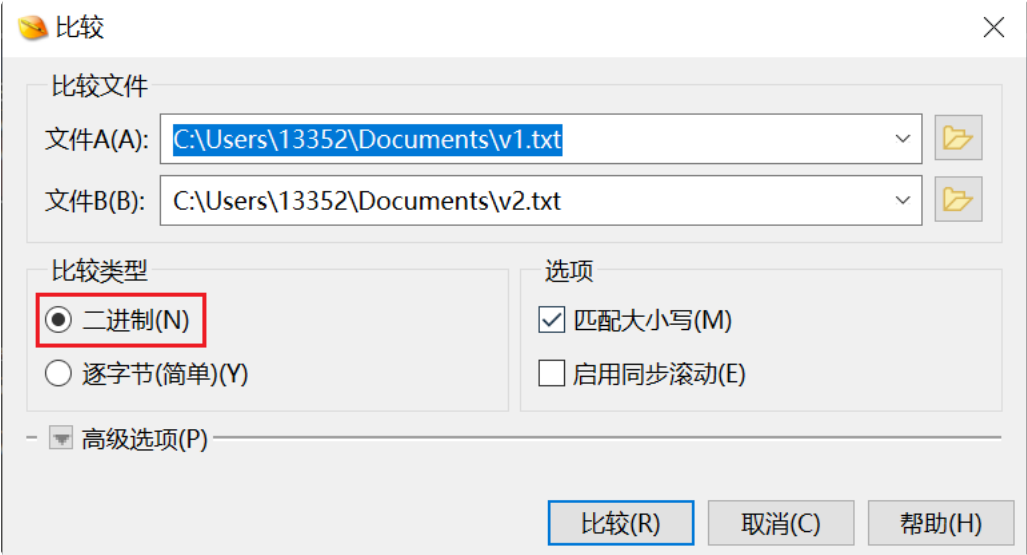 比较
比较文件
文件A(A): C:\Users\13352\Documents\v1.txt
文件B(B): C:\Users\13352\Documents\v2.txt
比较类型
二进制(N)
逐字节(简单)(Y)
选项
匹配大小写(M)
启用同步滚动(E)
高级选项(P)
比较(R) 取消(C) 帮助(H)